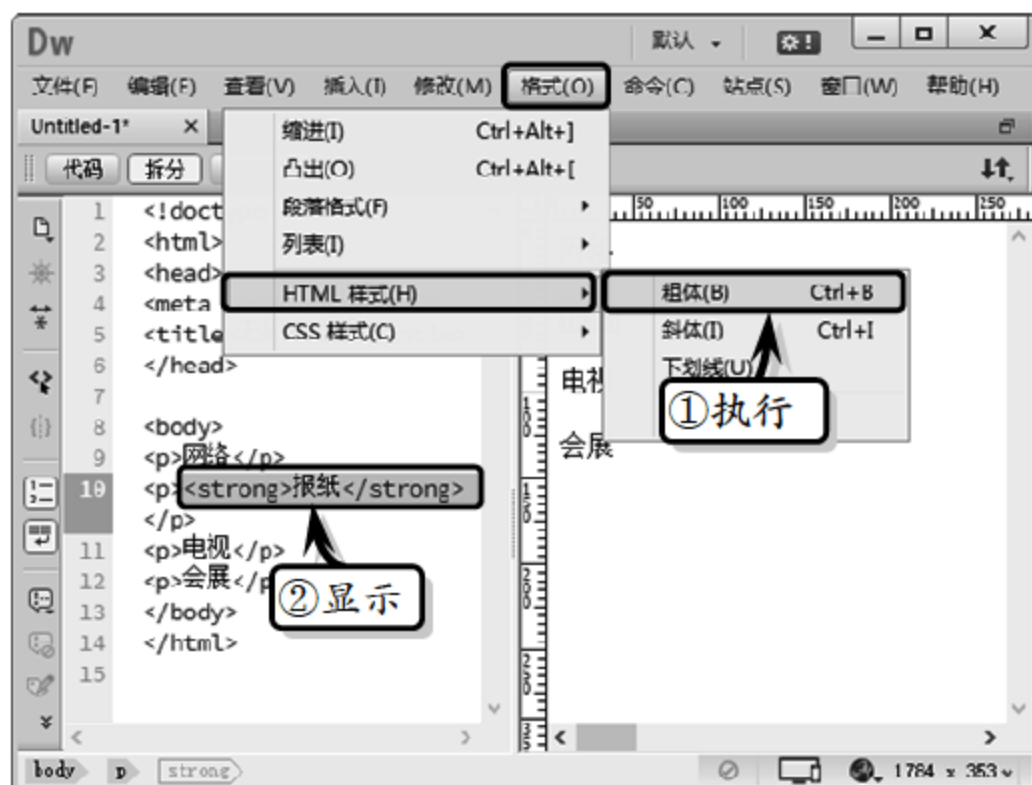 Dw
默认
文件(F) 编辑(E) 查看(V) 插入(I) 修改(M) 格式(O) 命令(C) 站点(S) 窗口(W) 帮助(H)
Untitled-1* ×
代码 拆分
缩进(I) Ctrl+Alt+]
凸出(O) Ctrl+Alt+[
段落格式(F)
列表(I)
HTML 样式(H)
CSS 样式(C)
粗体(B) Ctrl+B
斜体(I) Ctrl+I
下划线(U)
①执行
50 100 150 200 250
1 <!doct
2 <html>
3 <head>
4 <meta
5 <title
6 </head>
7
8 <body>
9 <p>网络</p>
10 <p><strong>报纸</strong>
</p>
11 <p>电视</p>
12 <p>会展</p
13 </body>
14 </html>
15
②显示
会展
body p strong
1784 x 353